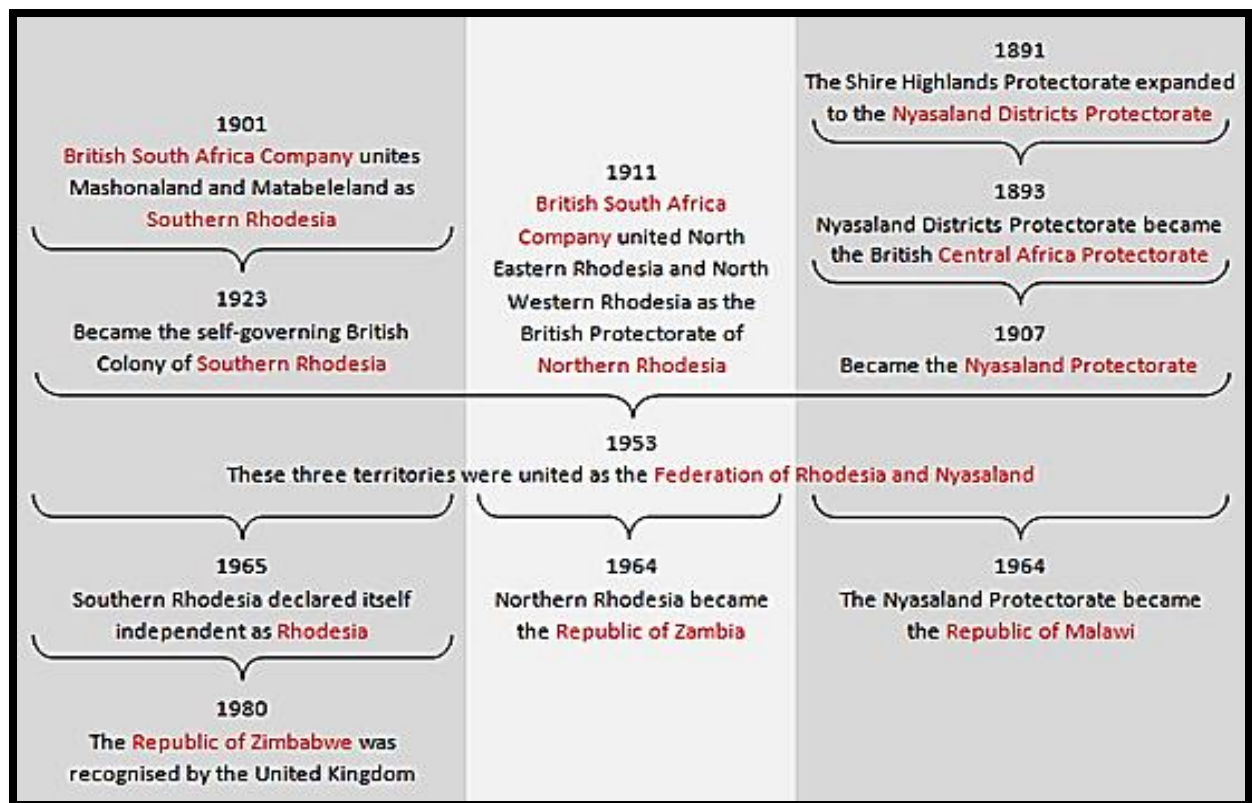 1901
British South Africa Company unites
Mashonaland and Matabeleland as
Southern Rhodesia
1923
Became the self-governing British
Colony of Southern Rhodesia
1911
British South Africa
Company united North
Eastern Rhodesia and North
Western Rhodesia as the
British Protectorate of
Northern Rhodesia
1891
The Shire Highlands Protectorate expanded
to the Nyasaland Districts Protectorate
1893
Nyasaland Districts Protectorate became
the British Central Africa Protectorate
1907
Became the Nyasaland Protectorate
1953
These three territories were united as the Federation of Rhodesia and Nyasaland
1965
Southern Rhodesia declared itself
independent as Rhodesia
1980
The Republic of Zimbabwe was
recognised by the United Kingdom
1964
Northern Rhodesia became
the Republic of Zambia
1964
The Nyasaland Protectorate became
the Republic of Malawi